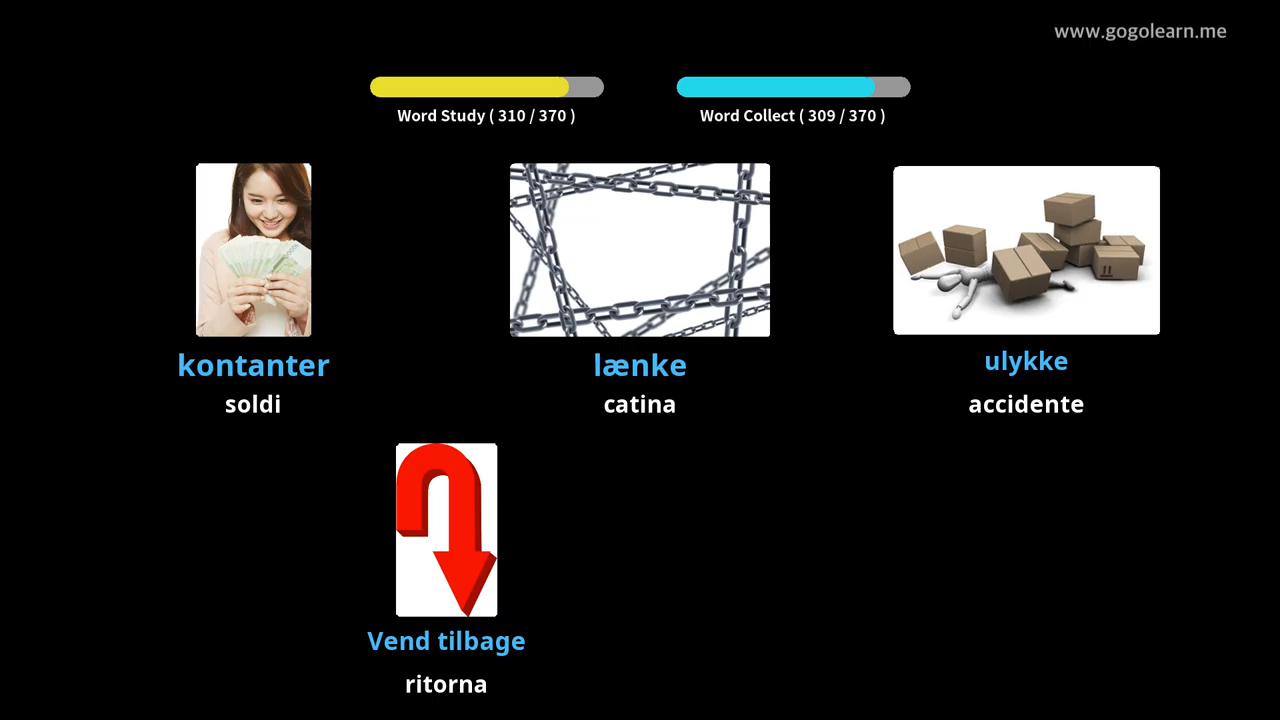 www.gogolearn.me
Word Study ( 310 / 370 )
Word Collect ( 309 / 370 )
kontanter
lænke
ulykke
soldi
catina
accidente
Vend tilbage
ritorna